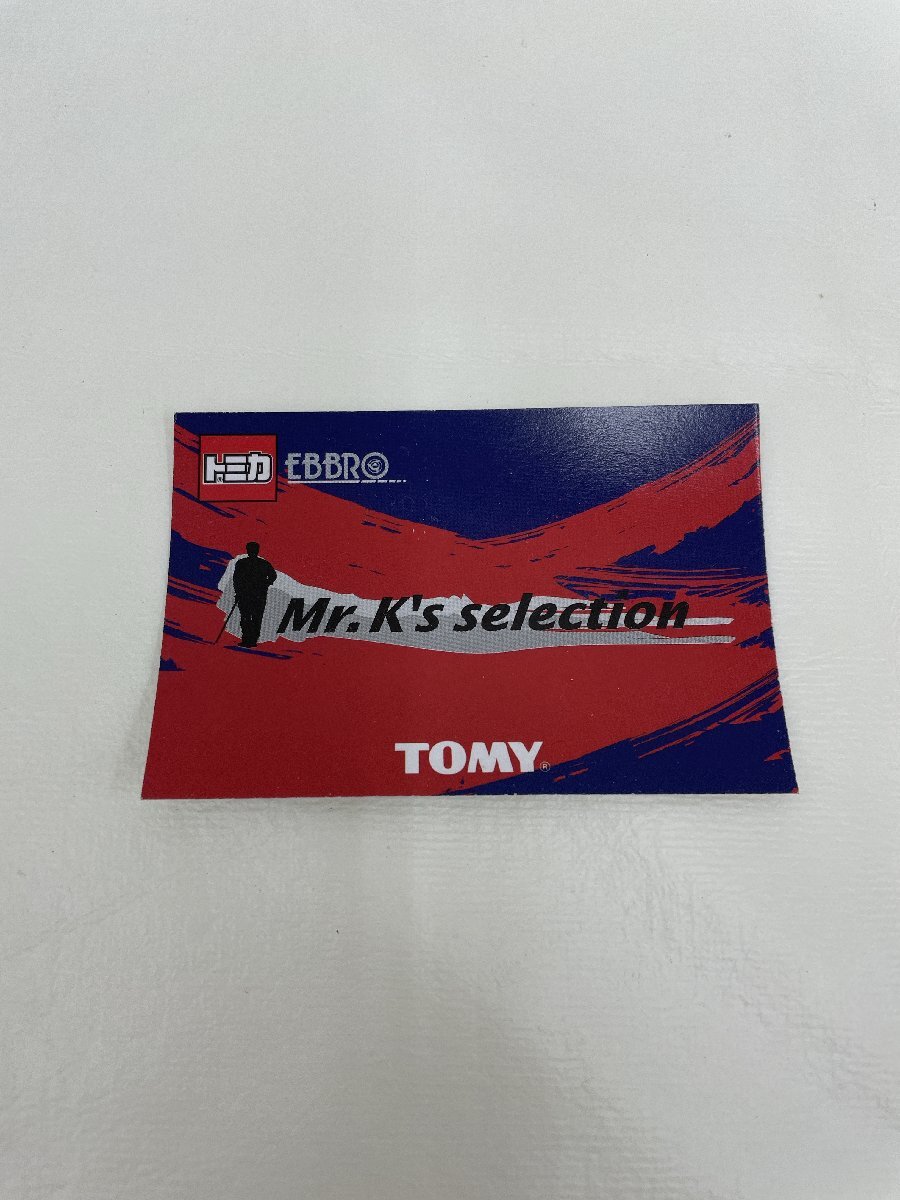 トミカ
EBBRO
Mr. K's selection
TOMY®